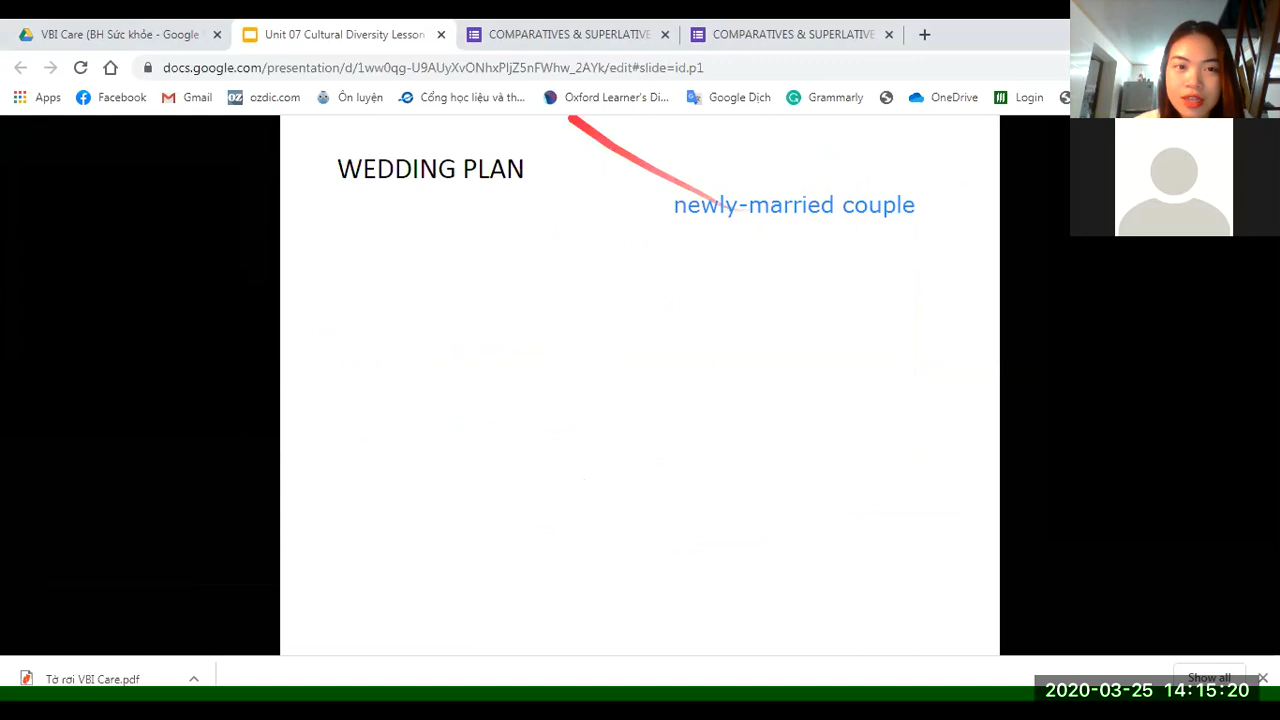 VBI Care (BH Sức khỏe - Google
Unit 07 Cultural Diversity Lesson
COMPARATIVES & SUPERLATIVE
COMPARATIVES & SUPERLATIVE
docs.google.com/presentation/d/1ww0qg-U9AUyXvONhxPljZ5nFWhw_2AYk/edit#slide=id.p1
Apps
Facebook
Gmail
OZ ozdic.com
Ôn luyện
Cổng học liệu và th...
Oxford Learner's Di...
Google Dịch
Grammarly
OneDrive
Login
WEDDING PLAN
newly-married couple
Tờ rơi VBI Care.pdf
Show all
2020-03-25 14:15:20